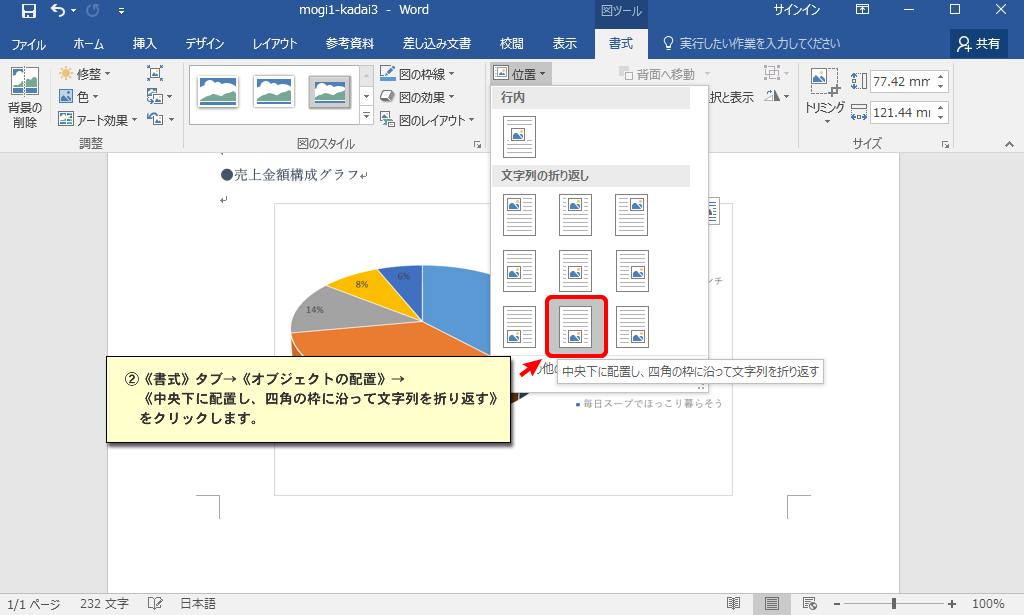 mogi1-kadai3 - Word
図ツール
サインイン
ファイル ホーム 挿入 デザイン レイアウト 参考資料 差し込み文書 校閲 表示 書式 実行したい作業を入力してください 共有
背景の
削除
修整
色
アート効果
調整
図のスタイル
図の枠線
図の効果
図のレイアウト
位置
背面へ移動
択と表示
トリミング
77.42 mm
121.44 mm
サイズ
行内
文字列の折り返し
●売上金額構成グラフ
6%
8%
14%
の他の
中央下に配置し、四角の枠に沿って文字列を折り返す
②《書式》タブ→《オブジェクトの配置》→
《中央下に配置し、四角の枠に沿って文字列を折り返す》
をクリックします。
毎日スープでほっこり暮らそう
1/1 ページ 232 文字 日本語
100%